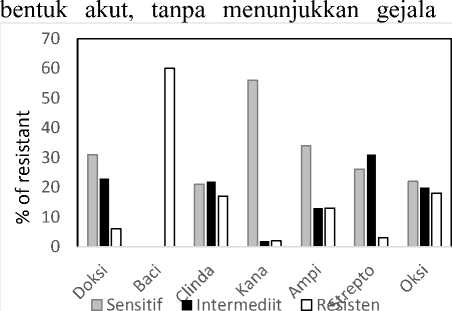 bentuk akut, tanpa menunjukkan gejala
70
60
50
40
30
20
10
0
% of resistant
Doksi Baci Clinda Kana Ampi Strepto Oksi
Sensitif Intermediit Resisten